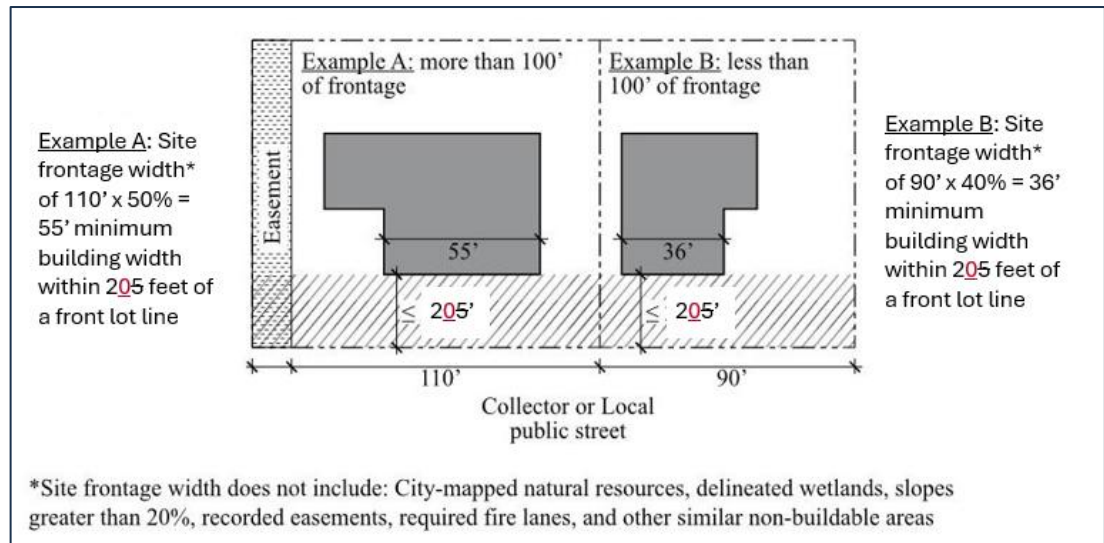 Example A: more than 100'
of frontage
Example B: less than
100' of frontage
Example A: Site
frontage width*
of 110' x 50% =
55' minimum
building width
within 205 feet of
a front lot line
Easement
55'
36'
Example B: Site
frontage width*
of 90' x 40% = 36'
minimum
building width
within 205 feet of
a front lot line
≤ 205'
≤ 205'
110'
90'
Collector or Local
public street
*Site frontage width does not include: City-mapped natural resources, delineated wetlands, slopes
greater than 20%, recorded easements, required fire lanes, and other similar non-buildable areas